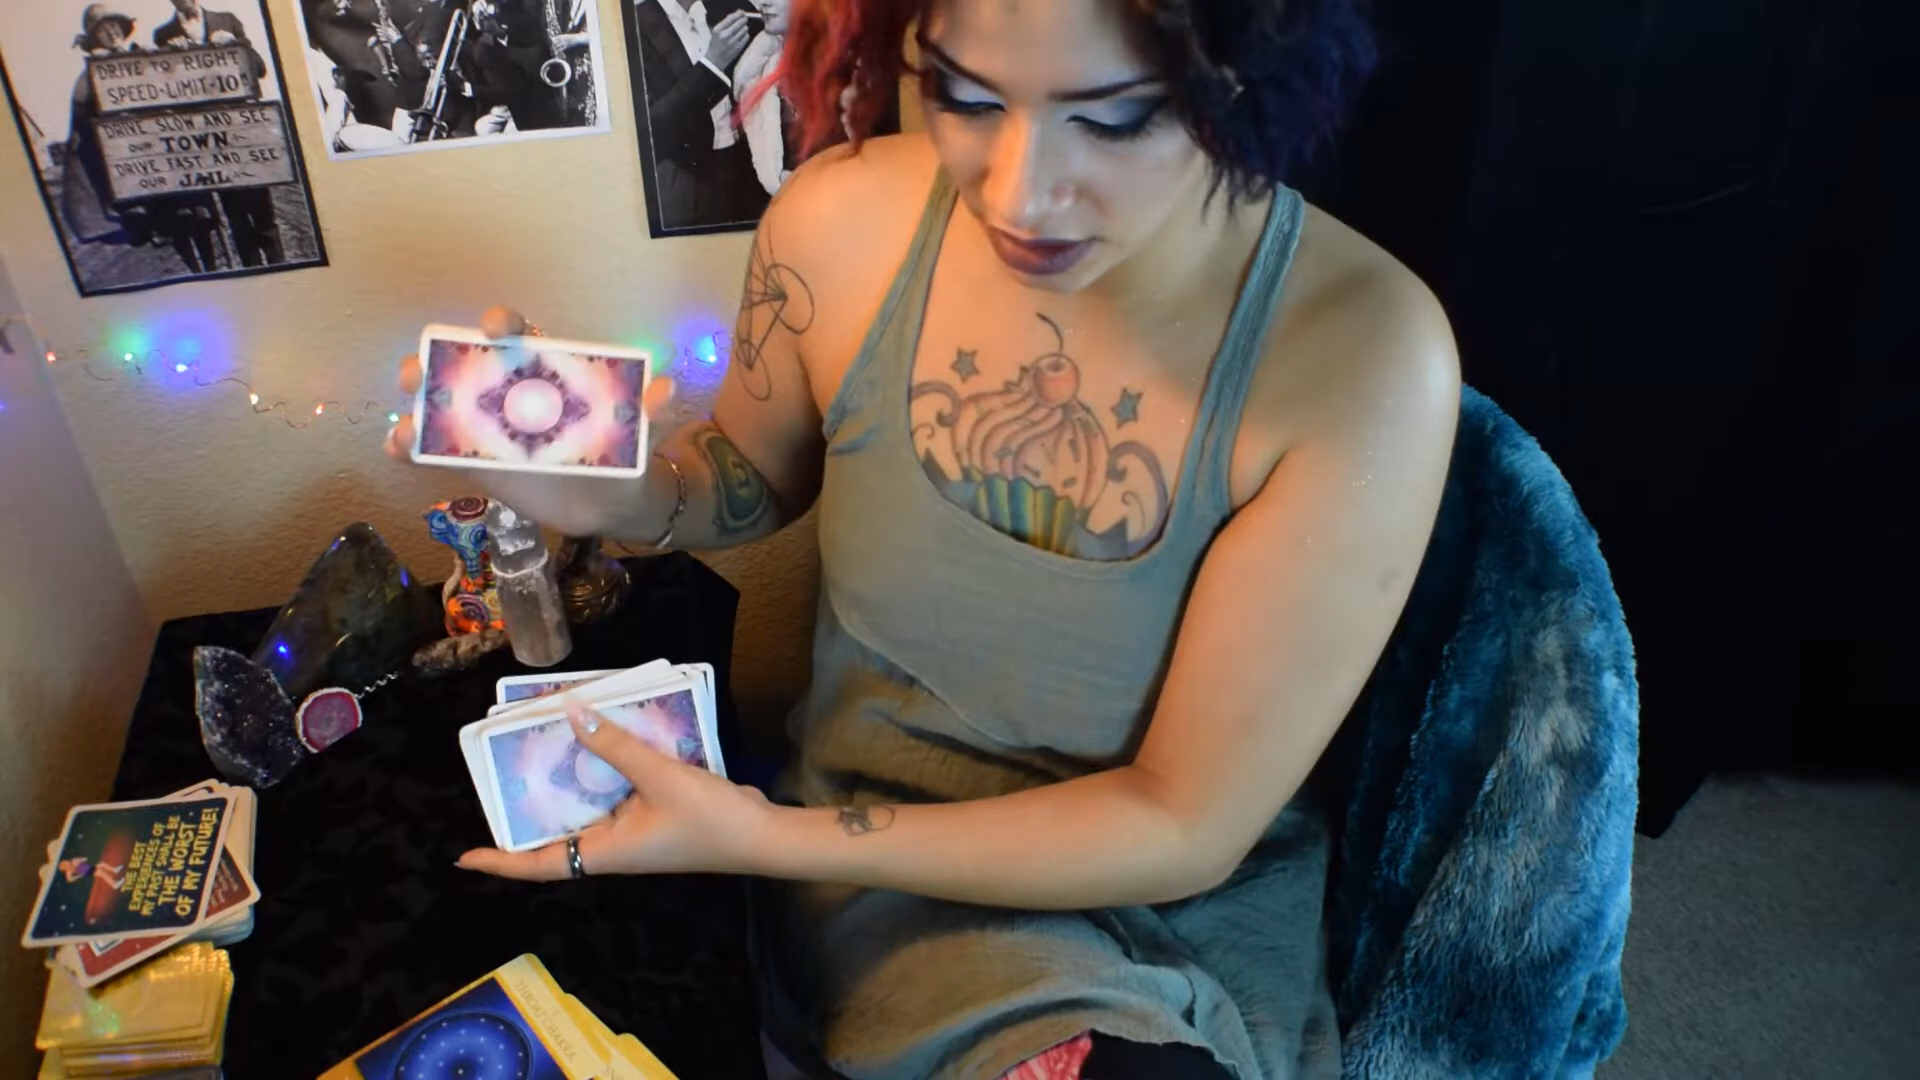 DRIVE TO RIGHT
SPEED-LIMIT-10M
DRIVE SLOW AND SEE
OUR TOWN
DRIVE FAST AND SEE
OUR JAIL
THE BEST
EXPERIENCES OF
MY PAST SHALL BE
THE WORST
OF MY FUTURE!
THROAT CHAKRA